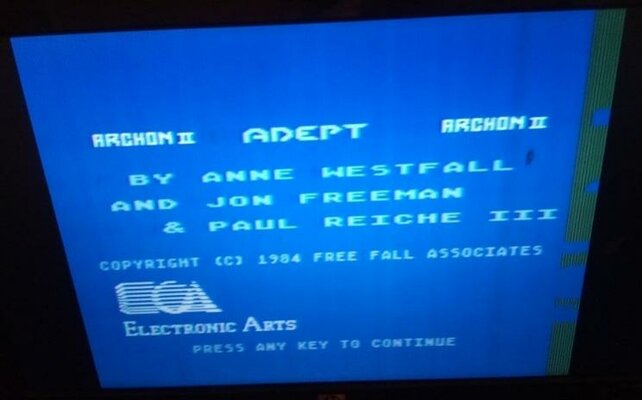 ARCHON II ADEPT ARCHON II
BY ANNE WESTFALL
AND JON FREEMAN
& PAUL REICHE III
COPYRIGHT (C) 1984 FREE FALL ASSOCIATES
ECA
ELECTRONIC ARTS
PRESS ANY KEY TO CONTINUE